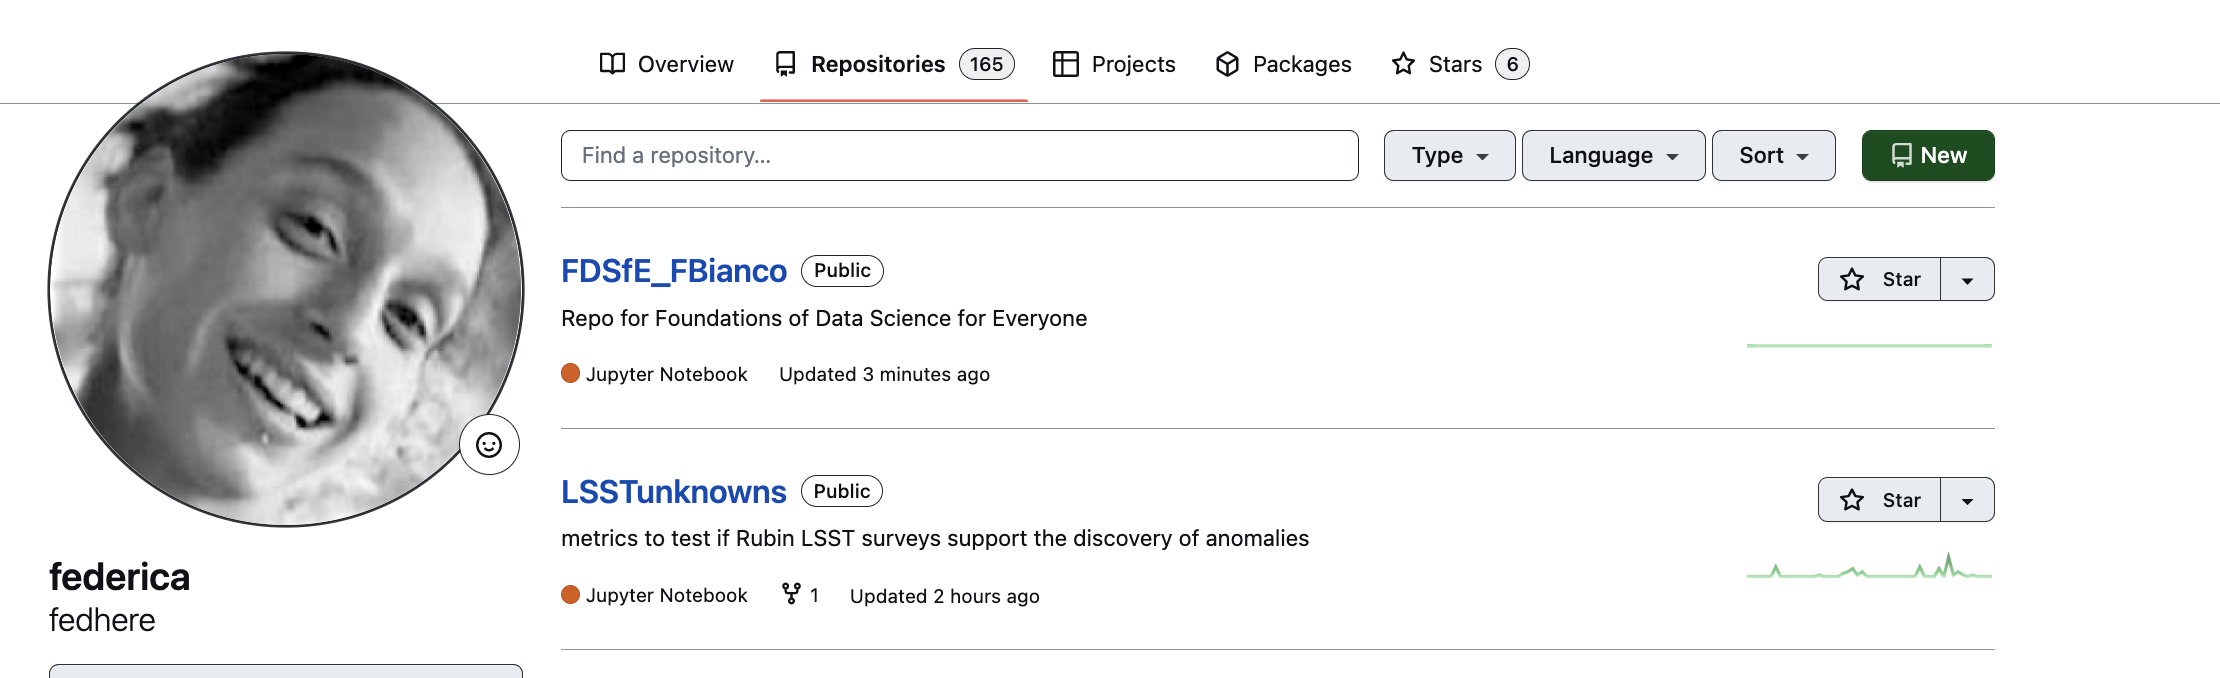 Overview Repositories 165 Projects Packages Stars 6
Find a repository... Type Language Sort New
FDSfE_FBianco Public Star
Repo for Foundations of Data Science for Everyone
Jupyter Notebook Updated 3 minutes ago
LSSTunknowns Public Star
metrics to test if Rubin LSST surveys support the discovery of anomalies
Jupyter Notebook 1 Updated 2 hours ago
federica
fedhere